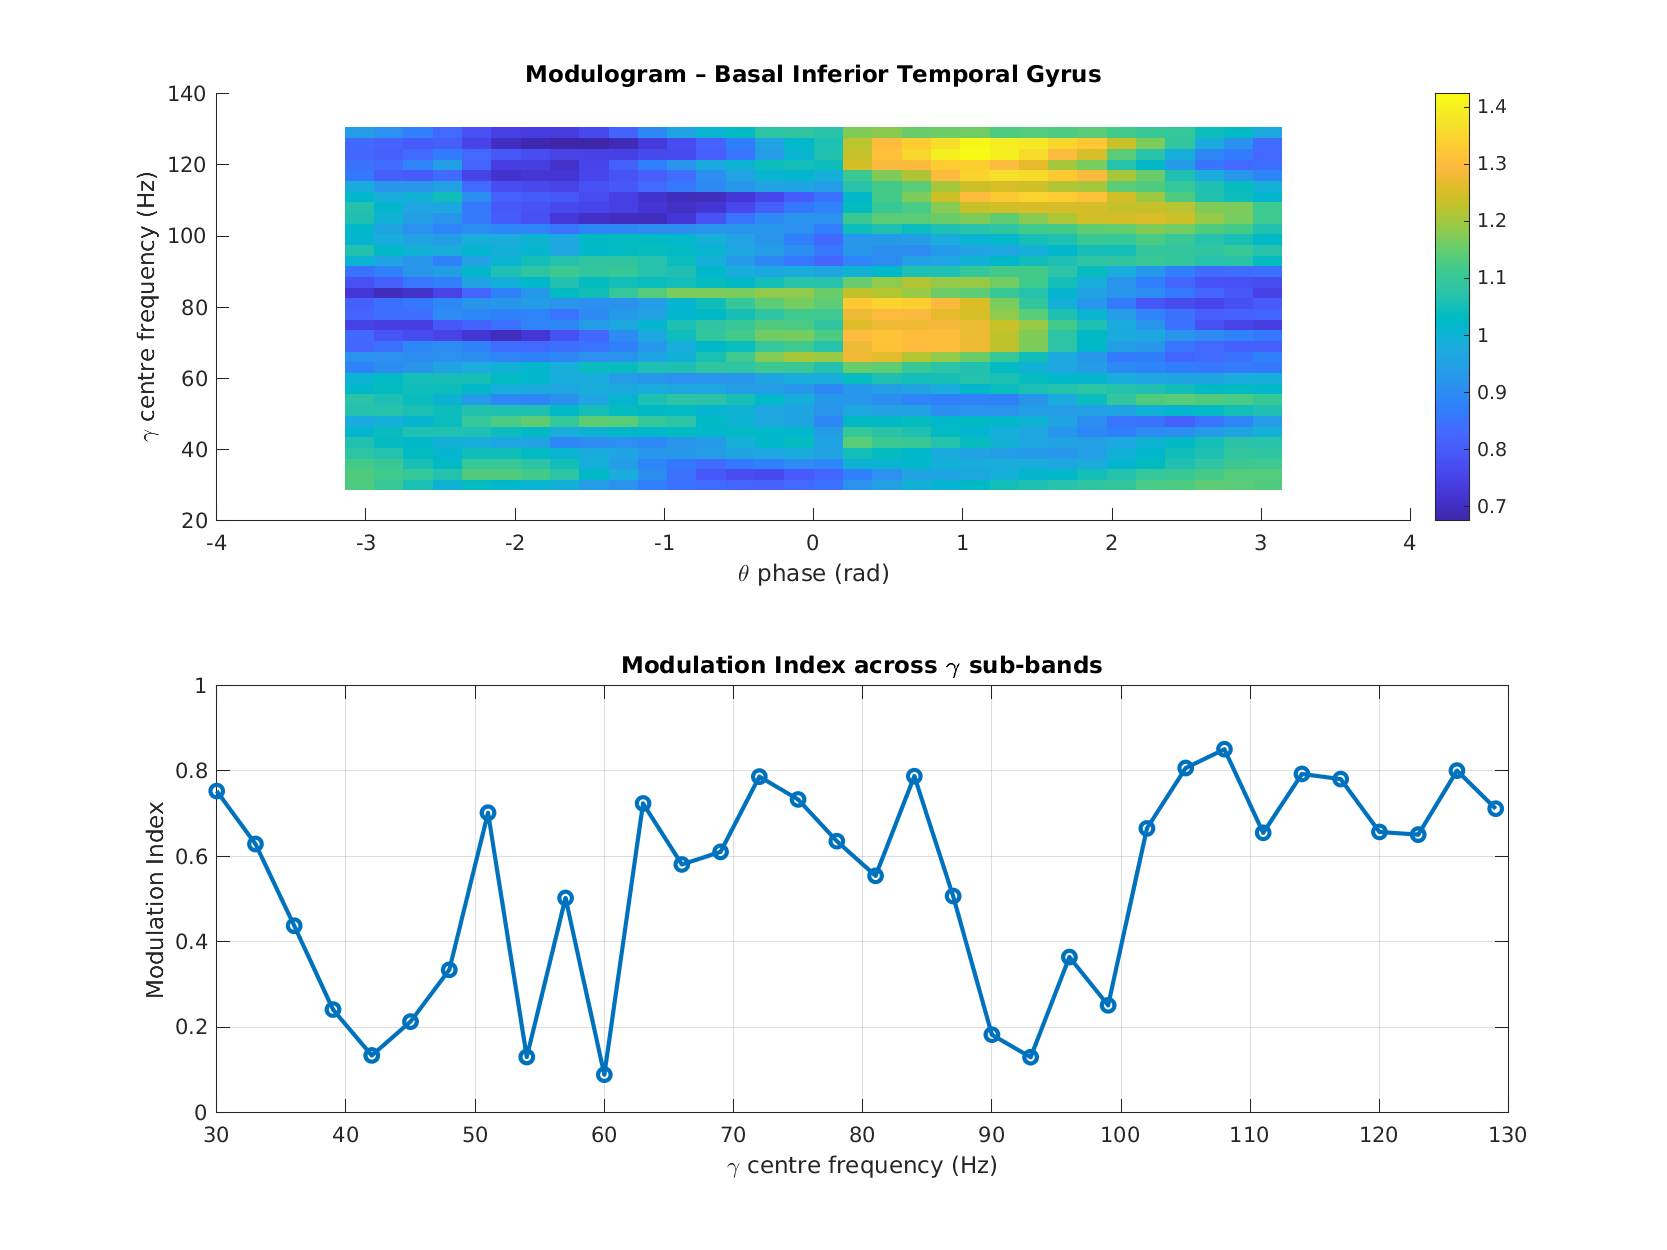 Modulogram – Basal Inferior Temporal Gyrus
140
120
100
80
60
40
20
γ centre frequency (Hz)
-4 -3 -2 -1 0 1 2 3 4
θ phase (rad)
1.4
1.3
1.2
1.1
1
0.9
0.8
0.7
Modulation Index across γ sub-bands
1
0.8
0.6
0.4
0.2
0
Modulation Index
30 40 50 60 70 80 90 100 110 120 130
γ centre frequency (Hz)